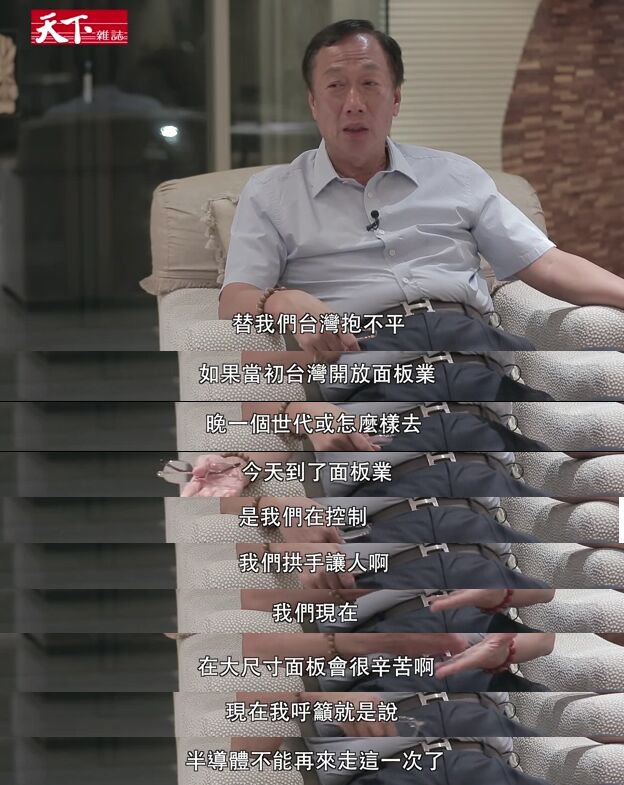 天下雜誌
替我們台灣抱不平
如果當初台灣開放面板業
晚一個世代或怎麼樣去
今天到了面板業
是我們在控制
我們拱手讓人啊
我們現在
在大尺寸面板會很辛苦啊
現在我呼籲就是說
半導體不能再來走這一次了